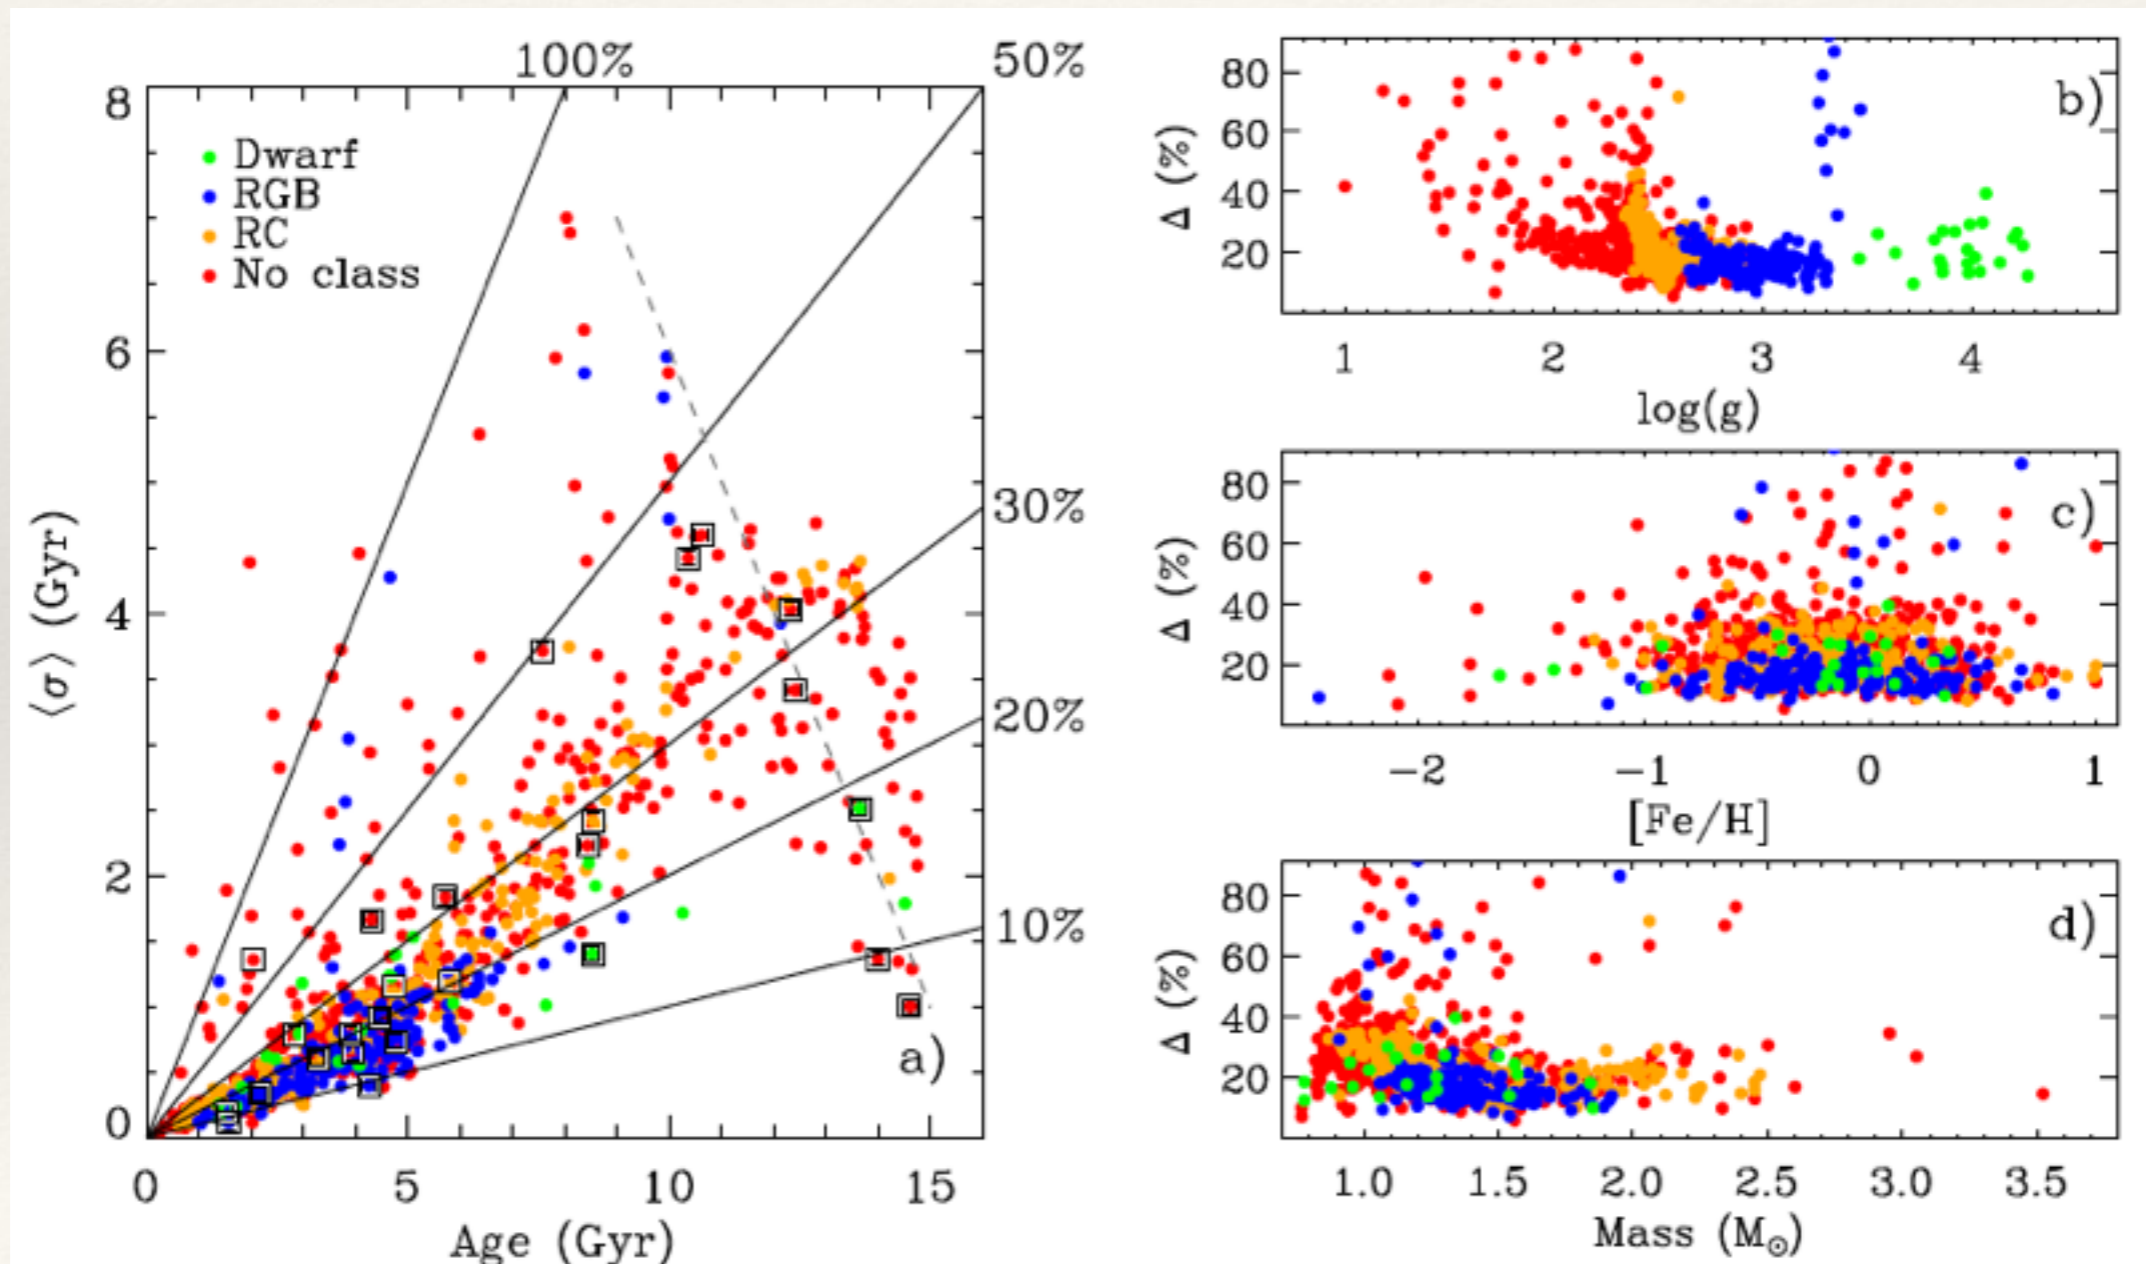 100%
50%
8
Dwarf
RGB
RC
No class
6
30%
⟨σ⟩ (Gyr)
4
20%
2
10%
a)
0
0 5 10 15
Age (Gyr)
80
60
40
20
Δ (%)
b)
1 2 3 4
log(g)
80
60
40
20
Δ (%)
c)
−2 −1 0 1
[Fe/H]
80
60
40
20
Δ (%)
d)
1.0 1.5 2.0 2.5 3.0 3.5
Mass (M☉)